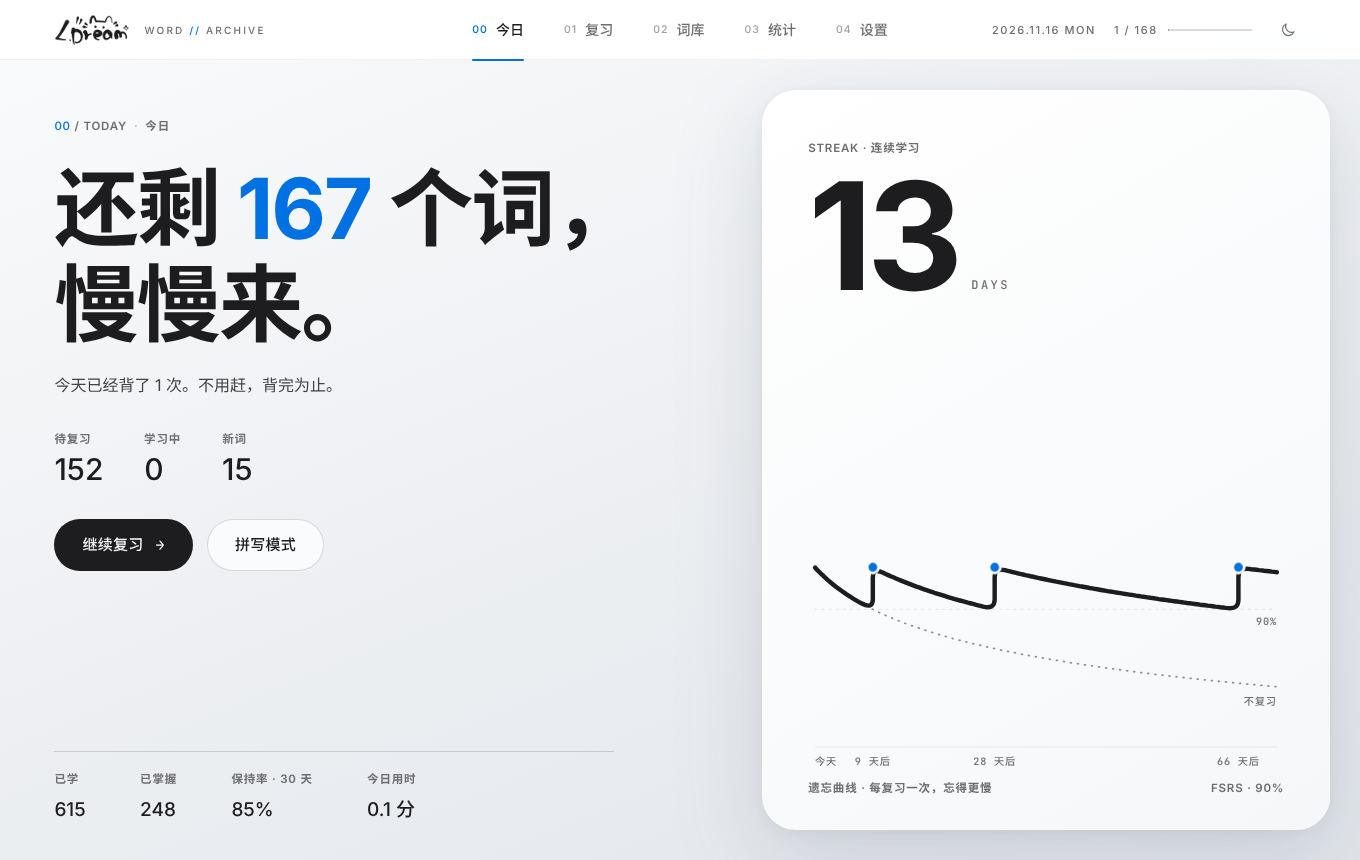 L.Dream
WORD // ARCHIVE
00 今日
01 复习
02 词库
03 统计
04 设置
2026.11.16 MON
1 / 168
00 / TODAY · 今日
还剩 167 个词，
慢慢来。
今天已经背了 1 次。不用赶，背完为止。
待复习
152
学习中
0
新词
15
继续复习 →
拼写模式
已学
615
已掌握
248
保持率 · 30 天
85%
今日用时
0.1 分
STREAK · 连续学习
13 DAYS
90%
不复习
今天
9 天后
28 天后
66 天后
遗忘曲线 · 每复习一次，忘得更慢
FSRS · 90%